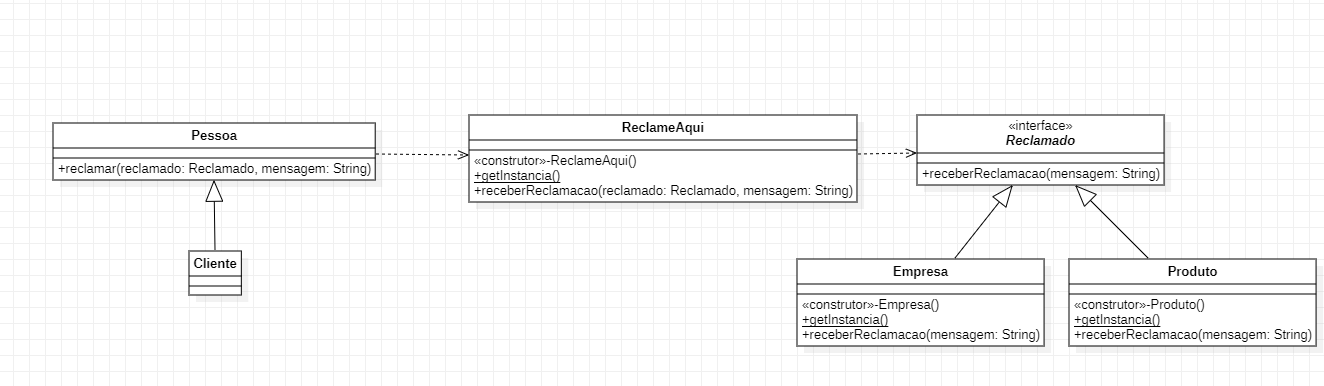 Pessoa
+reclamar(reclamado: Reclamado, mensagem: String)
Cliente
ReclameAqui
«construtor»-ReclameAqui()
+getInstancia()
+receberReclamacao(reclamado: Reclamado, mensagem: String)
«interface»
Reclamado
+receberReclamacao(mensagem: String)
Empresa
«construtor»-Empresa()
+getInstancia()
+receberReclamacao(mensagem: String)
Produto
«construtor»-Produto()
+getInstancia()
+receberReclamacao(mensagem: String)